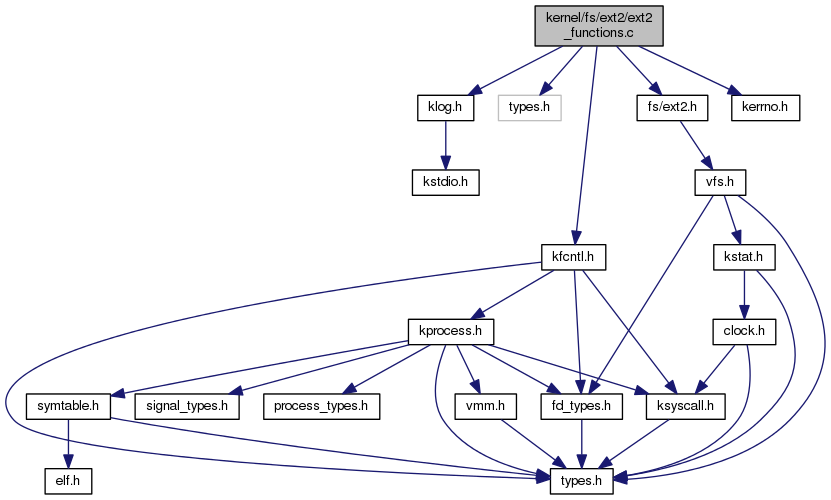 kernel/fs/ext2/ext2
_functions.c
klog.h
types.h
fs/ext2.h
kerrno.h
kstdio.h
vfs.h
kfcntl.h
kstat.h
kprocess.h
clock.h
symtable.h
signal_types.h
process_types.h
vmm.h
fd_types.h
ksyscall.h
elf.h
types.h